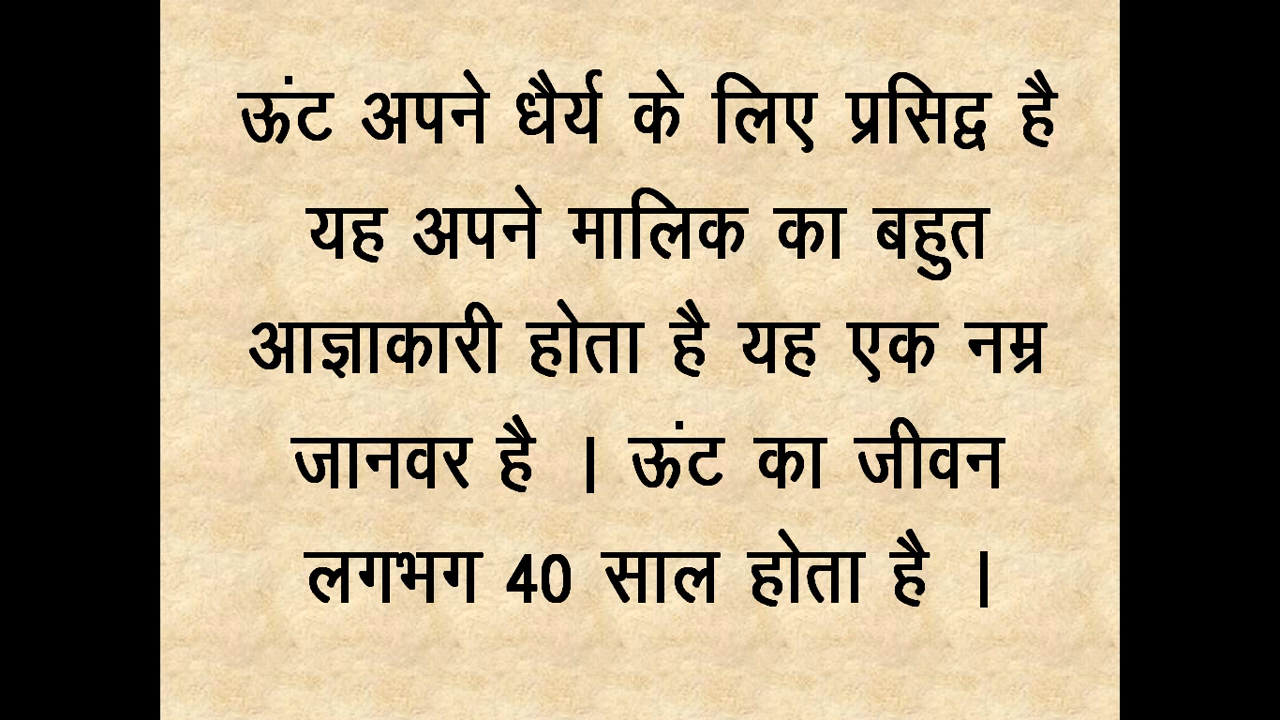 ऊंट अपने धैर्य के लिए प्रसिद्व है
यह अपने मालिक का बहुत
आज्ञाकारी होता है यह एक नम्र
जानवर है । ऊंट का जीवन
लगभग 40 साल होता है ।